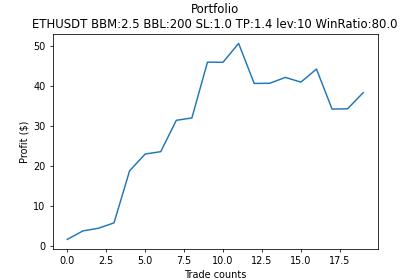 Portfolio
ETHUSDT BBM:2.5 BBL:200 SL:1.0 TP:1.4 lev:10 WinRatio:80.0
50
40
30
20
10
0
Profit ($)
0.0 2.5 5.0 7.5 10.0 12.5 15.0 17.5
Trade counts